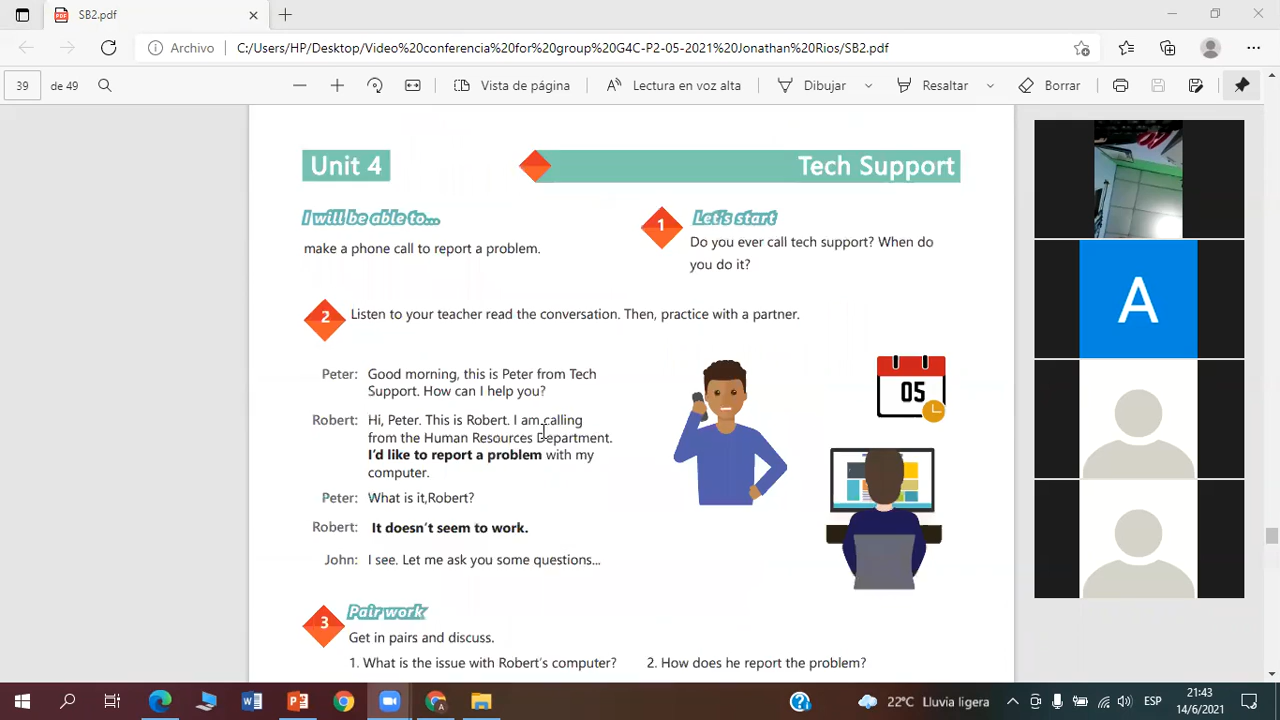 SB2.pdf
Archivo
C:/Users/HP/Desktop/Video%20conferencia%20for%20group%20G4C-P2-05-2021%20Jonathan%20Rios/SB2.pdf
39
de 49
Vista de página
Lectura en voz alta
Dibujar
Resaltar
Borrar
Unit 4
Tech Support
I will be able to...
make a phone call to report a problem.
1
Let's start
Do you ever call tech support? When do
you do it?
2
Listen to your teacher read the conversation. Then, practice with a partner.
Peter: Good morning, this is Peter from Tech
Support. How can I help you?
Robert: Hi, Peter. This is Robert. I am calling
from the Human Resources Department.
I'd like to report a problem with my
computer.
Peter: What is it,Robert?
Robert: It doesn't seem to work.
John: I see. Let me ask you some questions...
05
A
3
Pair work
Get in pairs and discuss.
1. What is the issue with Robert's computer?
2. How does he report the problem?
22°C Lluvia ligera
ESP
21:43
14/6/2021